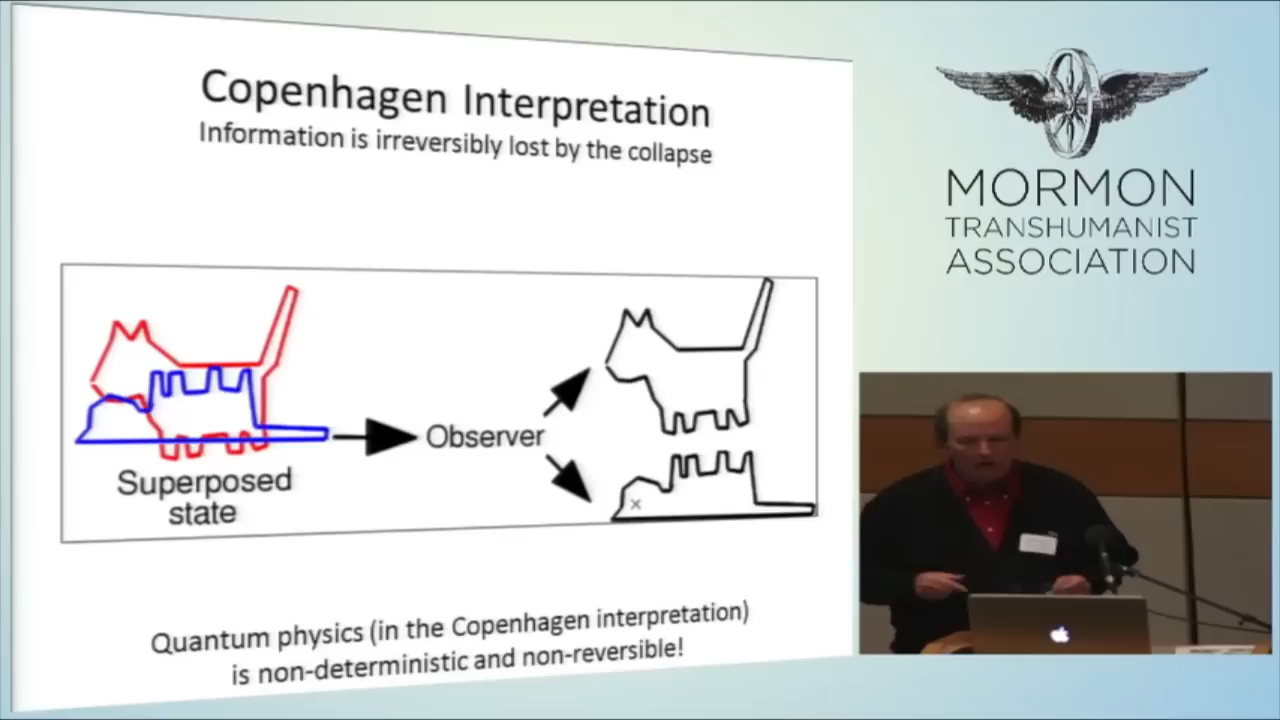 Copenhagen Interpretation
Information is irreversibly lost by the collapse
Superposed
state
Observer
Quantum physics (in the Copenhagen interpretation)
is non-deterministic and non-reversible!
MORMON
TRANSHUMANIST
ASSOCIATION